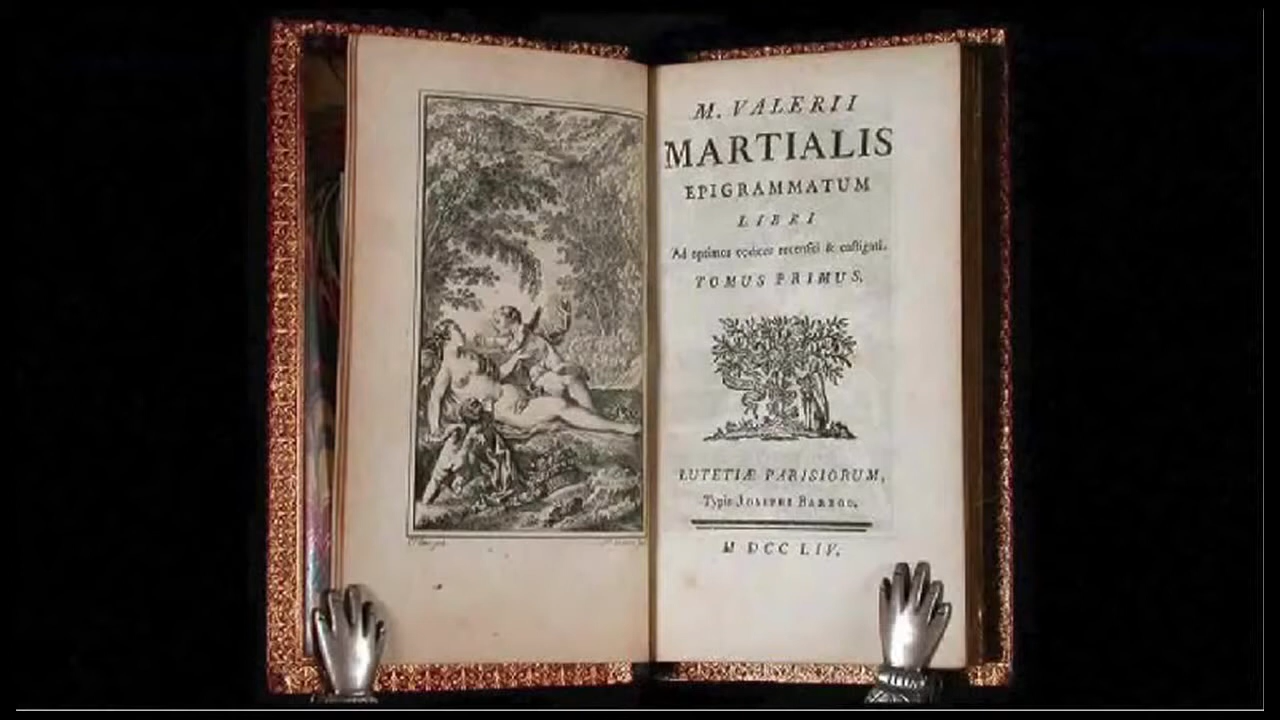 M. VALERII
MARTIALIS
EPIGRAMMATUM
LIBRI
Ad optimos codices recensiti & castigati.
TOMUS PRIMUS.
LUTETIÆ PARISIORUM,
Typis JOSEPHI BARBOU.
M DCC LIV.